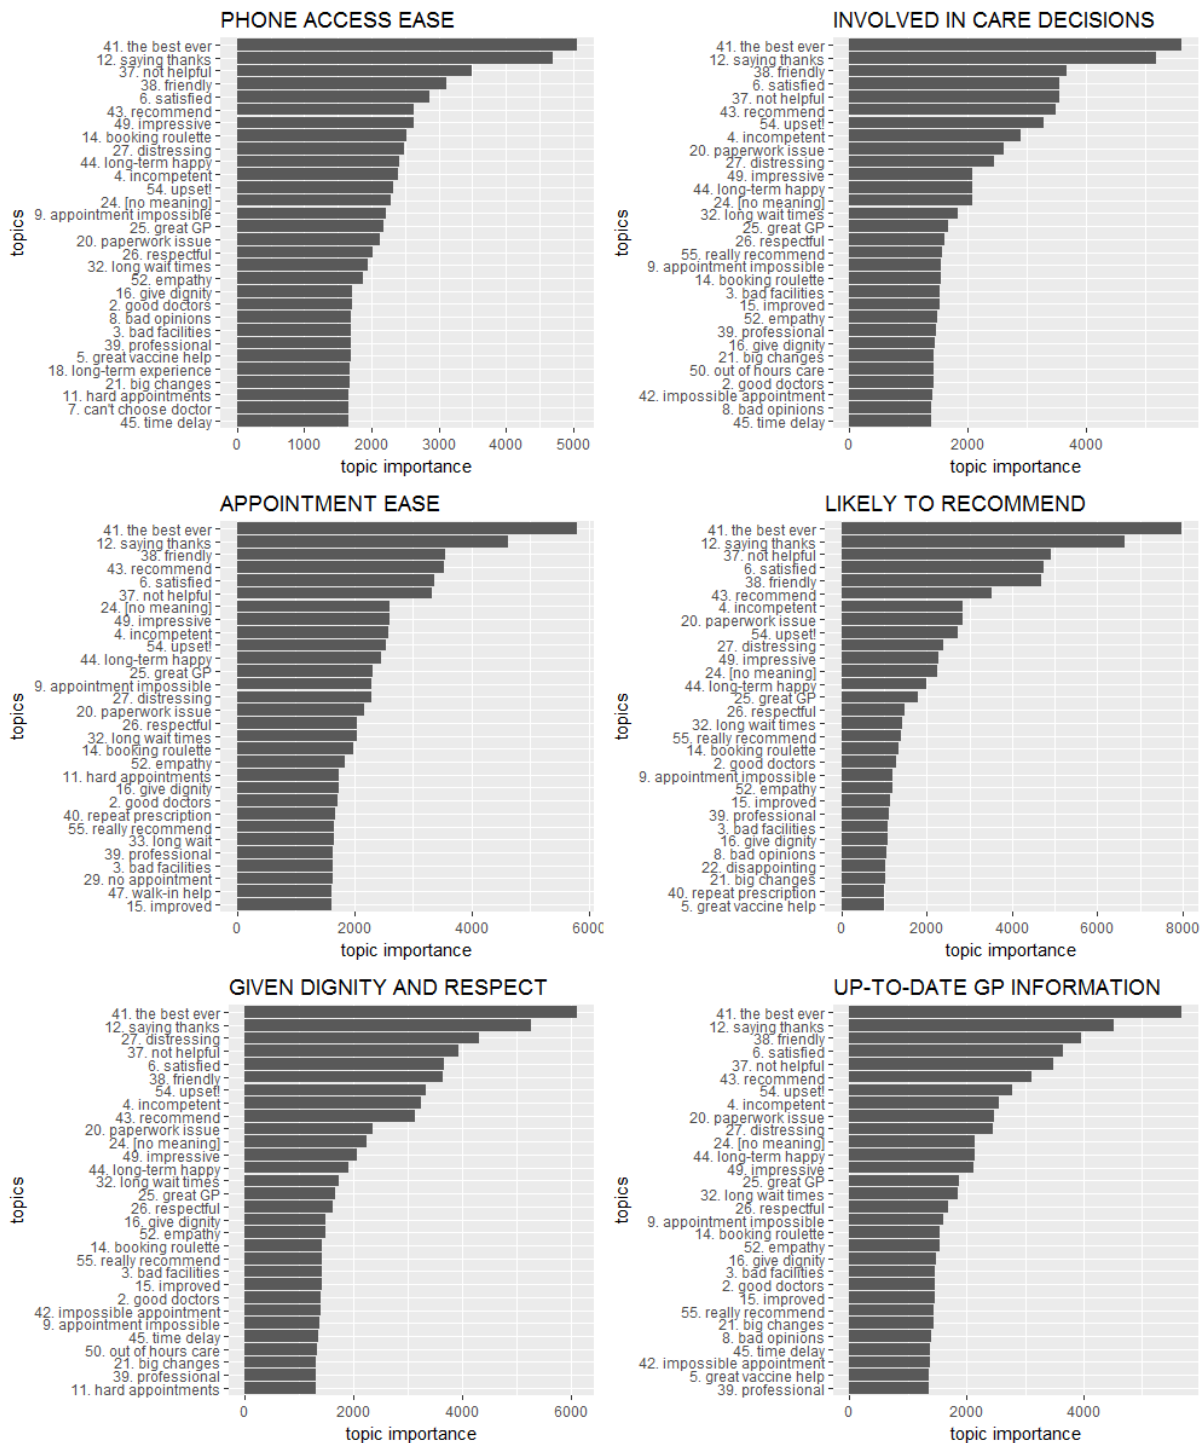 PHONE ACCESS EASE
topics
41. the best ever
12. saying thanks
37. not helpful
38. friendly
6. satisfied
43. recommend
49. impressive
14. booking roulette
27. distressing
44. long-term happy
4. incompetent
54. upset!
24. [no meaning]
9. appointment impossible
25. great GP
20. paperwork issue
26. respectful
32. long wait times
52. empathy
16. give dignity
2. good doctors
8. bad opinions
3. bad facilities
39. professional
5. great vaccine help
18. long-term experience
21. big changes
11. hard appointments
7. can't choose doctor
45. time delay
0 1000 2000 3000 4000 5000
topic importance
INVOLVED IN CARE DECISIONS
topics
41. the best ever
12. saying thanks
38. friendly
6. satisfied
37. not helpful
43. recommend
54. upset!
4. incompetent
20. paperwork issue
27. distressing
49. impressive
44. long-term happy
24. [no meaning]
32. long wait times
25. great GP
26. respectful
55. really recommend
9. appointment impossible
14. booking roulette
3. bad facilities
15. improved
52. empathy
39. professional
16. give dignity
21. big changes
50. out of hours care
2. good doctors
42. impossible appointment
8. bad opinions
45. time delay
0 2000 4000
topic importance
APPOINTMENT EASE
topics
41. the best ever
12. saying thanks
38. friendly
43. recommend
6. satisfied
37. not helpful
24. [no meaning]
49. impressive
4. incompetent
54. upset!
44. long-term happy
25. great GP
9. appointment impossible
27. distressing
20. paperwork issue
26. respectful
32. long wait times
14. booking roulette
52. empathy
11. hard appointments
16. give dignity
2. good doctors
40. repeat prescription
55. really recommend
33. long wait
39. professional
3. bad facilities
29. no appointment
47. walk-in help
15. improved
0 2000 4000 6000
topic importance
LIKELY TO RECOMMEND
topics
41. the best ever
12. saying thanks
37. not helpful
6. satisfied
38. friendly
43. recommend
4. incompetent
20. paperwork issue
54. upset!
27. distressing
49. impressive
24. [no meaning]
44. long-term happy
25. great GP
26. respectful
32. long wait times
55. really recommend
14. booking roulette
2. good doctors
9. appointment impossible
52. empathy
15. improved
39. professional
3. bad facilities
16. give dignity
8. bad opinions
22. disappointing
21. big changes
40. repeat prescription
5. great vaccine help
0 2000 4000 6000 8000
topic importance
GIVEN DIGNITY AND RESPECT
topics
41. the best ever
12. saying thanks
27. distressing
37. not helpful
6. satisfied
38. friendly
54. upset!
4. incompetent
43. recommend
20. paperwork issue
24. [no meaning]
49. impressive
44. long-term happy
32. long wait times
25. great GP
26. respectful
16. give dignity
52. empathy
14. booking roulette
55. really recommend
3. bad facilities
15. improved
2. good doctors
42. impossible appointment
9. appointment impossible
45. time delay
50. out of hours care
21. big changes
39. professional
11. hard appointments
0 2000 4000 6000
topic importance
UP-TO-DATE GP INFORMATION
topics
41. the best ever
12. saying thanks
38. friendly
6. satisfied
37. not helpful
43. recommend
54. upset!
4. incompetent
20. paperwork issue
27. distressing
24. [no meaning]
44. long-term happy
49. impressive
25. great GP
32. long wait times
26. respectful
9. appointment impossible
14. booking roulette
52. empathy
16. give dignity
3. bad facilities
2. good doctors
15. improved
55. really recommend
21. big changes
8. bad opinions
45. time delay
42. impossible appointment
5. great vaccine help
39. professional
0 2000 4000
topic importance